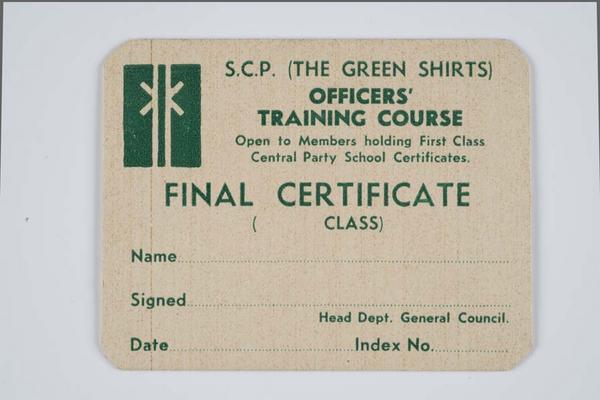 S.C.P. (THE GREEN SHIRTS)
OFFICERS'
TRAINING COURSE
Open to Members holding First Class
Central Party School Certificates.
FINAL CERTIFICATE
( CLASS)
Name
Signed
Head Dept. General Council.
Date Index No.